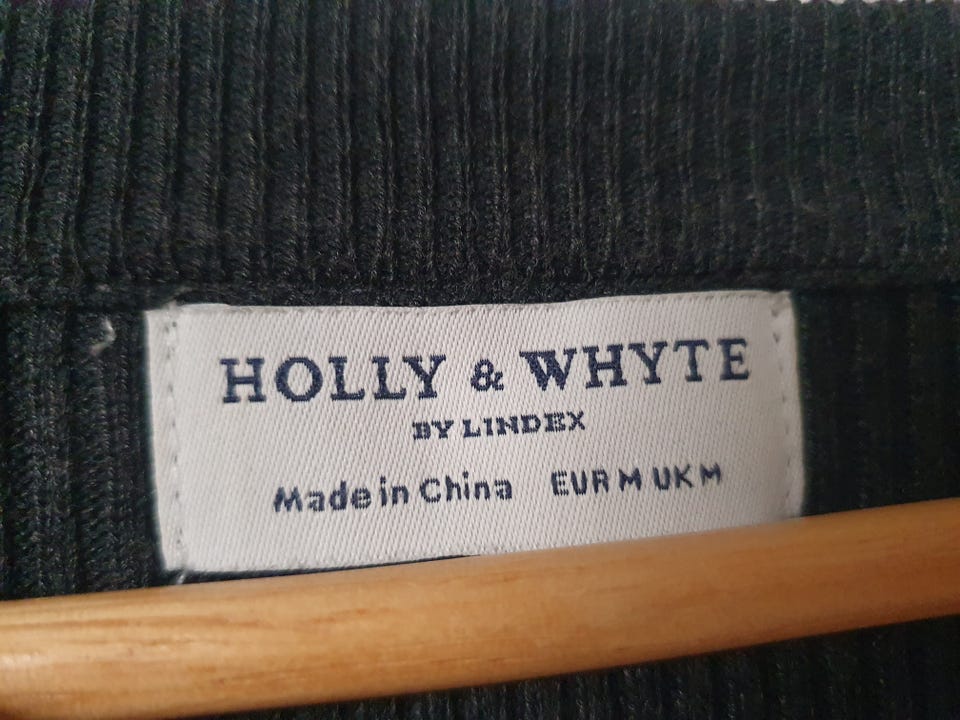 HOLLY & WHYTE
BY LINDEX
Made in China EUR M UK M